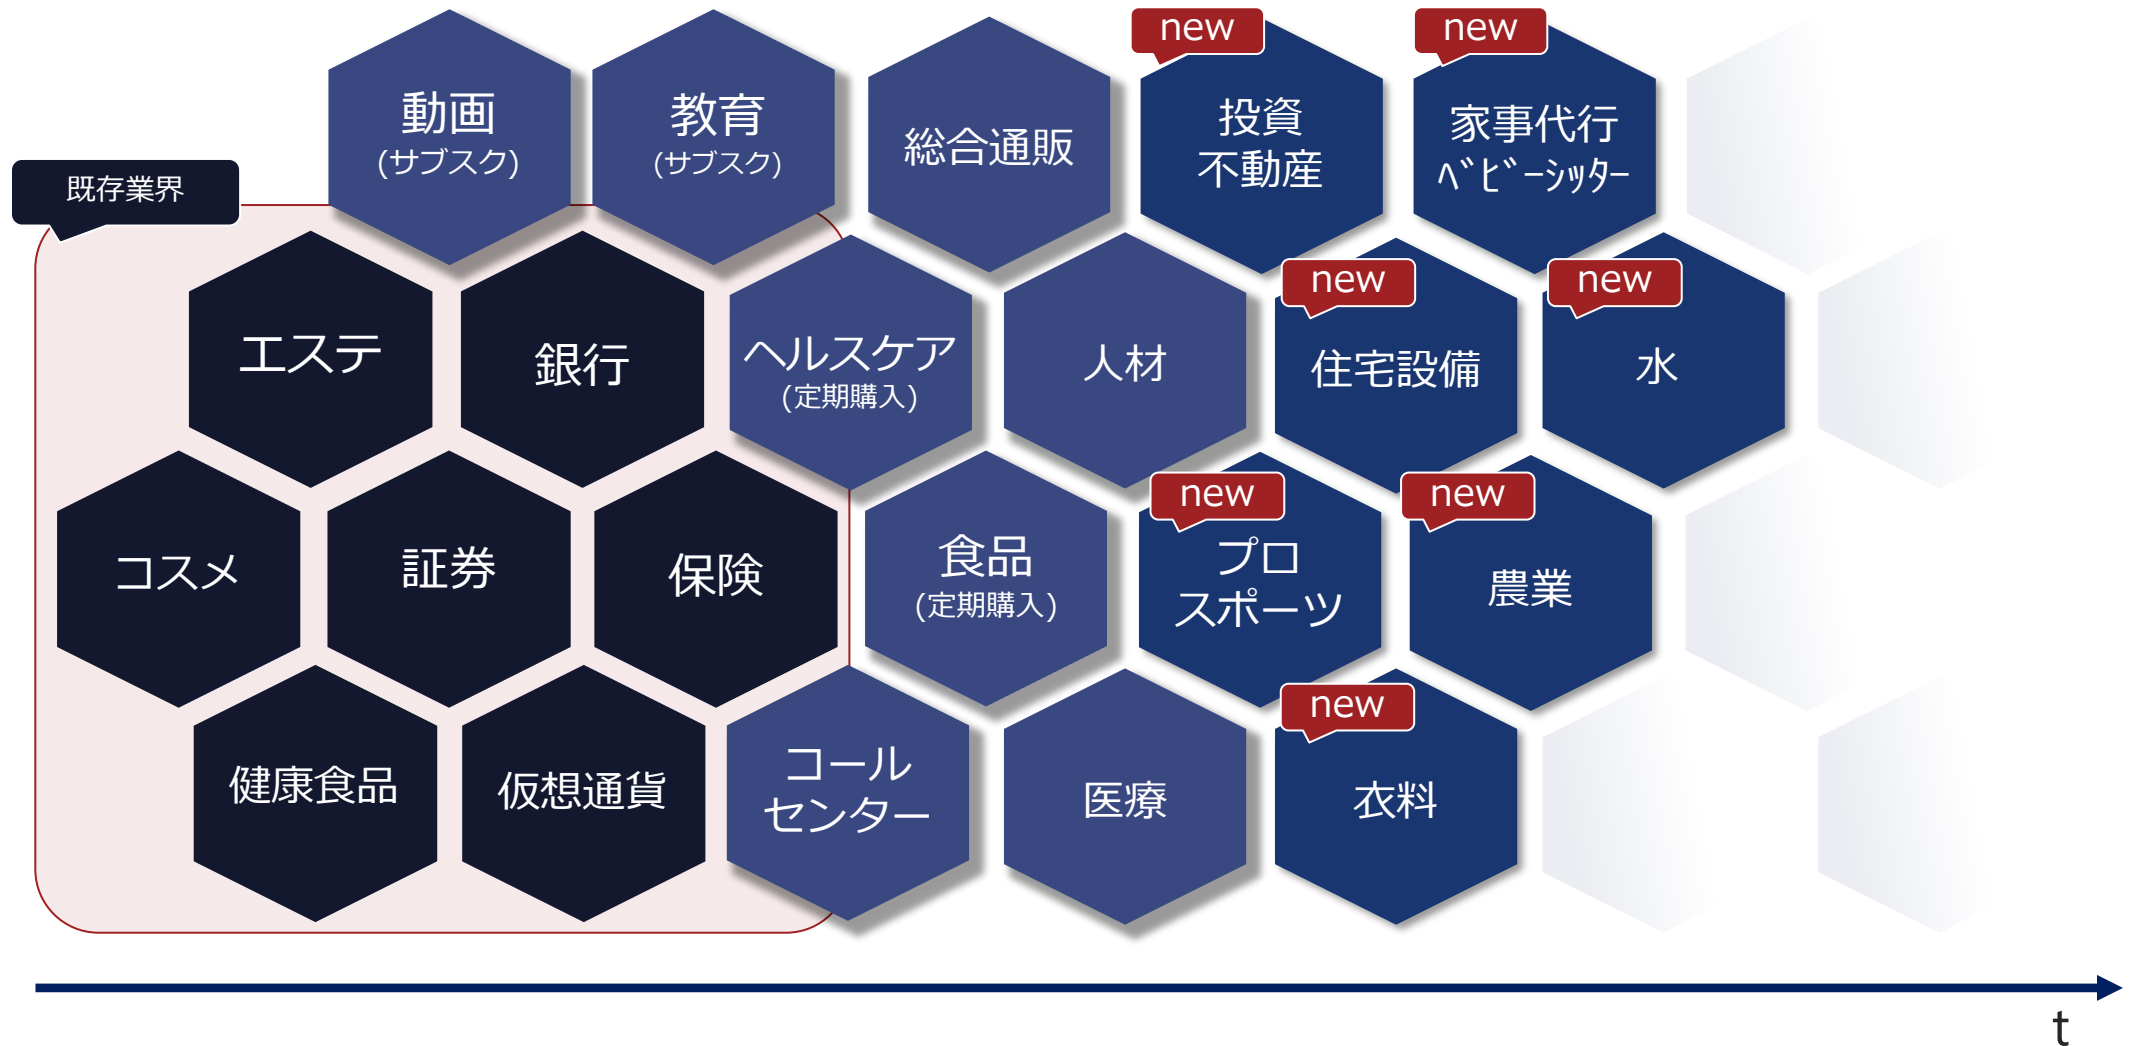 new
new
動画
(サブスク)
教育
(サブスク)
総合通販
投資
不動産
家事代行
ﾍﾞﾋﾞｰｼｯﾀｰ
既存業界
エステ
銀行
ヘルスケア
(定期購入)
人材
new
住宅設備
new
水
コスメ
証券
保険
食品
(定期購入)
new
プロ
スポーツ
new
農業
健康食品
仮想通貨
コール
センター
医療
new
衣料
t